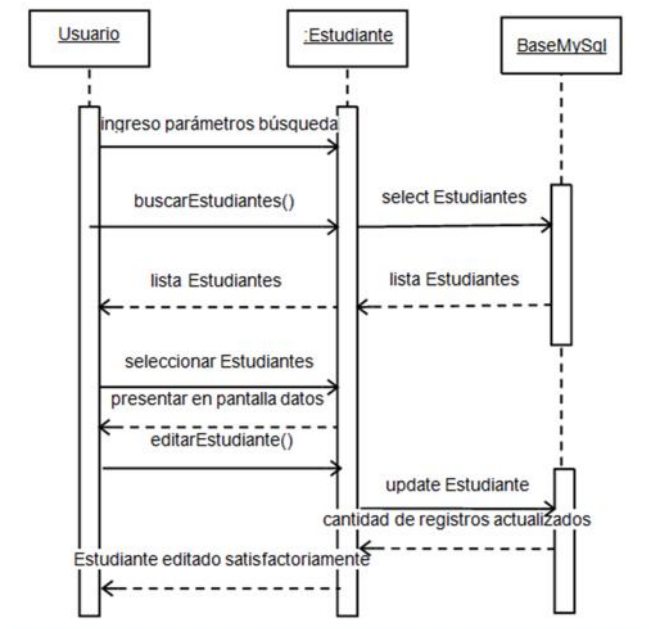 Usuario
:Estudiante
BaseMySql
ingreso parámetros búsqueda
buscarEstudiantes()
select Estudiantes
lista Estudiantes
lista Estudiantes
seleccionar Estudiantes
presentar en pantalla datos
editarEstudiante()
update Estudiante
cantidad de registros actualizados
Estudiante editado satisfactoriamente